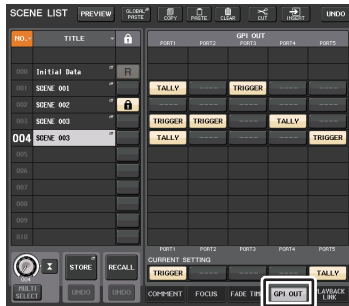 SCENE LIST PREVIEW GLOBAL PASTE COPY PASTE CLEAR CUT INSERT UNDO
NO. TITLE GPI OUT
PORT1 PORT2 PORT3 PORT4 PORT5
000 Initial Data R
001 SCENE 001 TALLY ---- TRIGGER ---- ----
002 SCENE 002 ---- ---- ---- ---- ----
003 SCENE 003 TRIGGER TRIGGER ---- TALLY ----
004 SCENE 003 TALLY ---- ---- ---- TRIGGER
005
006
007
008
009
010
PORT1 PORT2 PORT3 PORT4 PORT5
CURRENT SETTING
004 STORE RECALL TRIGGER ---- ---- ---- TALLY
MULTI SELECT UNDO UNDO COMMENT FOCUS FADE TIME GPI OUT PLAYBACK LINK